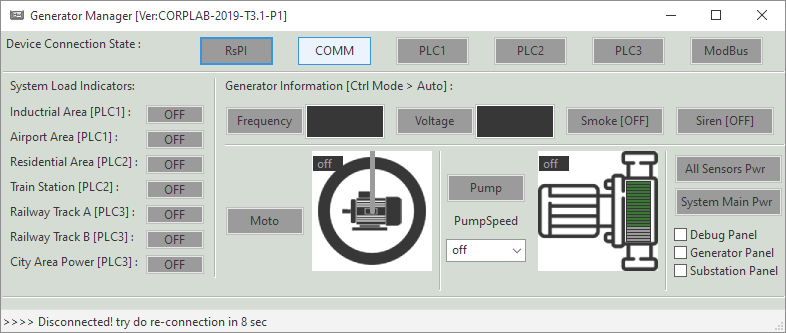 Generator Manager [Ver:CORPLAB-2019-T3.1-P1]
Device Connection State :
RsPI
COMM
PLC1
PLC2
PLC3
ModBus
System Load Indicators:
Inductrial Area [PLC1] :
OFF
Airport Area [PLC1] :
OFF
Residential Area [PLC2] :
OFF
Train Station [PLC2] :
OFF
Railway Track A [PLC3] :
OFF
Railway Track B [PLC3] :
OFF
City Area Power [PLC3] :
OFF
Generator Information [Ctrl Mode > Auto] :
Frequency
Voltage
Smoke [OFF]
Siren [OFF]
Moto
off
Pump
PumpSpeed
off
off
All Sensors Pwr
System Main Pwr
Debug Panel
Generator Panel
Substation Panel
>>>> Disconnected! try do re-connection in 8 sec